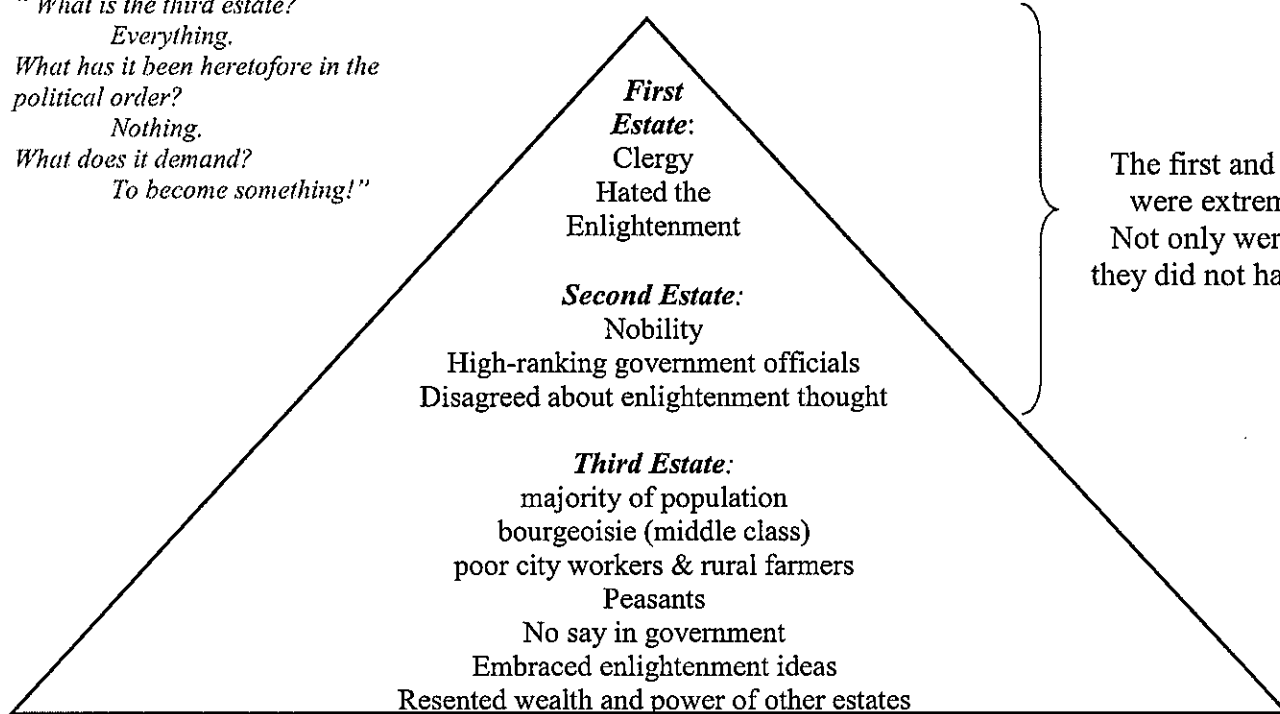 "What is the third estate?
Everything.
What has it been heretofore in the
political order?
Nothing.
What does it demand?
To become something!"
First
Estate:
Clergy
Hated the
Enlightenment
Second Estate:
Nobility
High-ranking government officials
Disagreed about enlightenment thought
Third Estate:
majority of population
bourgeoisie (middle class)
poor city workers & rural farmers
Peasants
No say in government
Embraced enlightenment ideas
Resented wealth and power of other estates
The first and
were
Not only
they did not